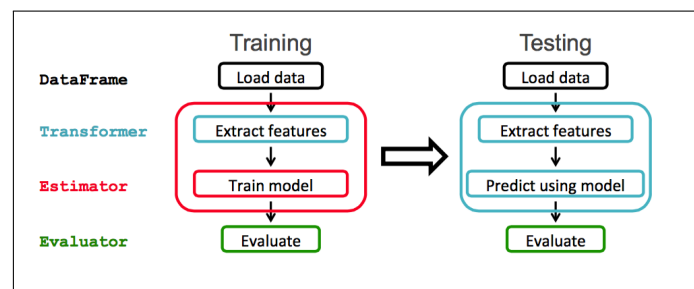 Training Testing
DataFrame Load data Load data
Transformer Extract features Extract features
Estimator Train model Predict using model
Evaluator Evaluate Evaluate